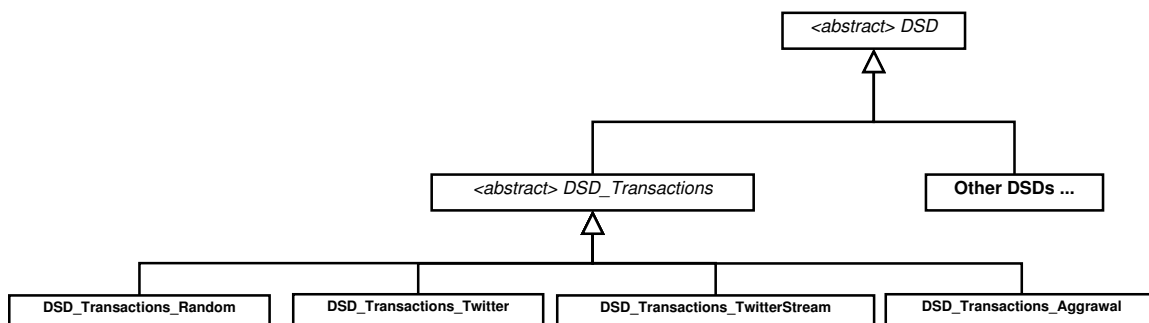 <abstract> DSD
<abstract> DSD_Transactions
Other DSDs ...
DSD_Transactions_Random
DSD_Transactions_Twitter
DSD_Transactions_TwitterStream
DSD_Transactions_Aggrawal